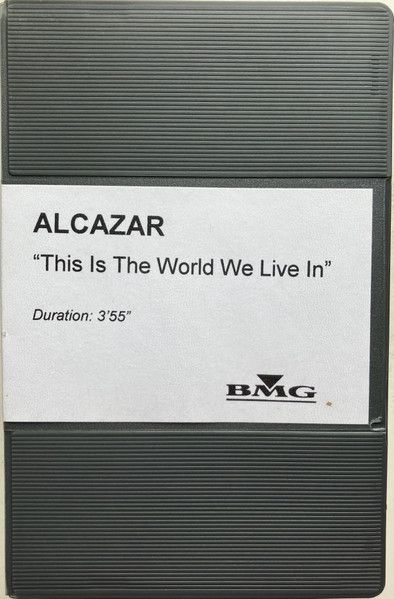 ALCAZAR
“This Is The World We Live In”
Duration: 3’55”
BMG